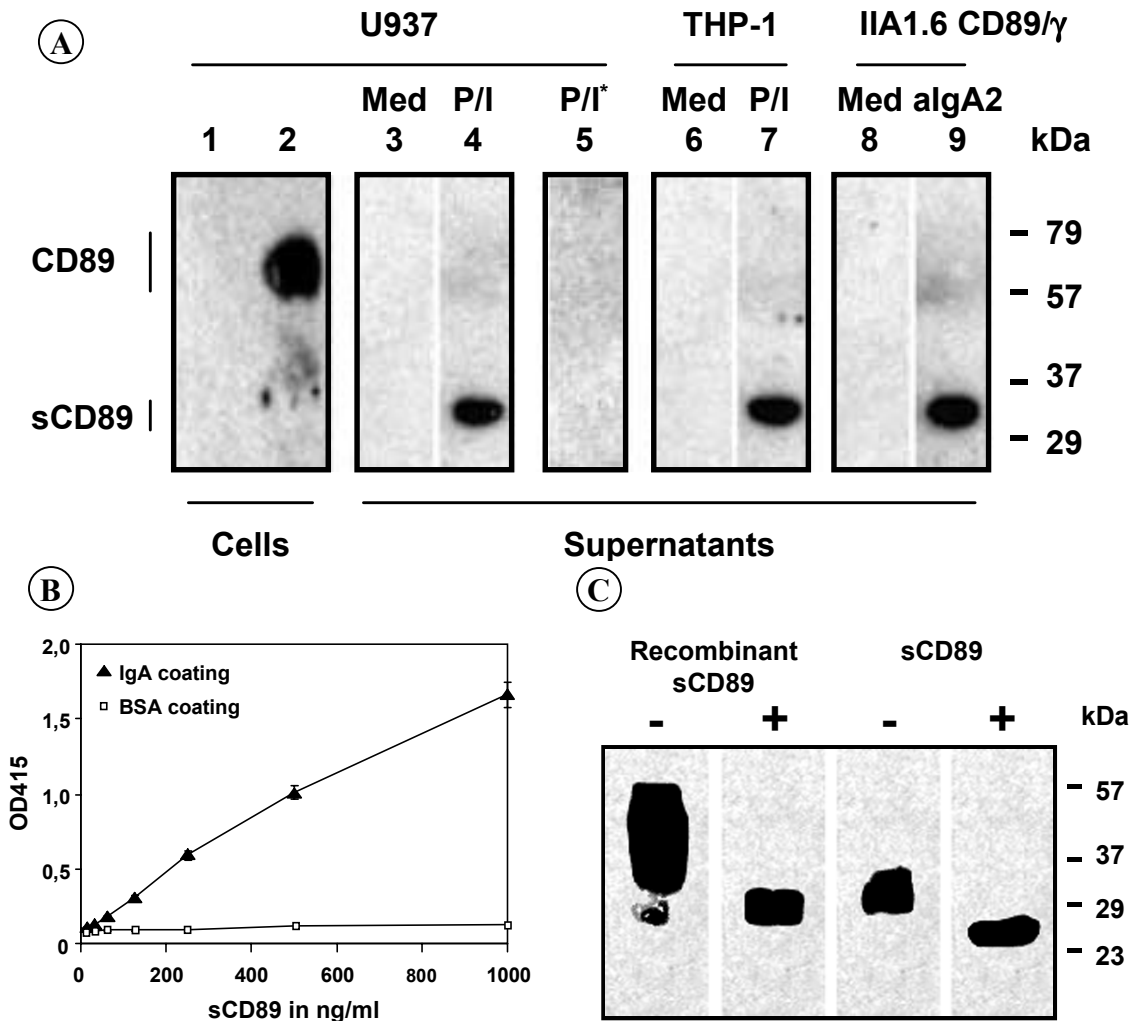 A
U937 THP-1 IIA1.6 CD89/γ
Med P/I P/I* Med P/I Med aIgA2
1 2 3 4 5 6 7 8 9 kDa
79
CD89
57
37
sCD89
29
Cells Supernatants
B
2,0
IgA coating
BSA coating
1,5
1,0
0,5
0
OD415
0 200 400 600 800 1000
sCD89 in ng/ml
C
Recombinant sCD89
sCD89
- + - + kDa
57
37
29
23